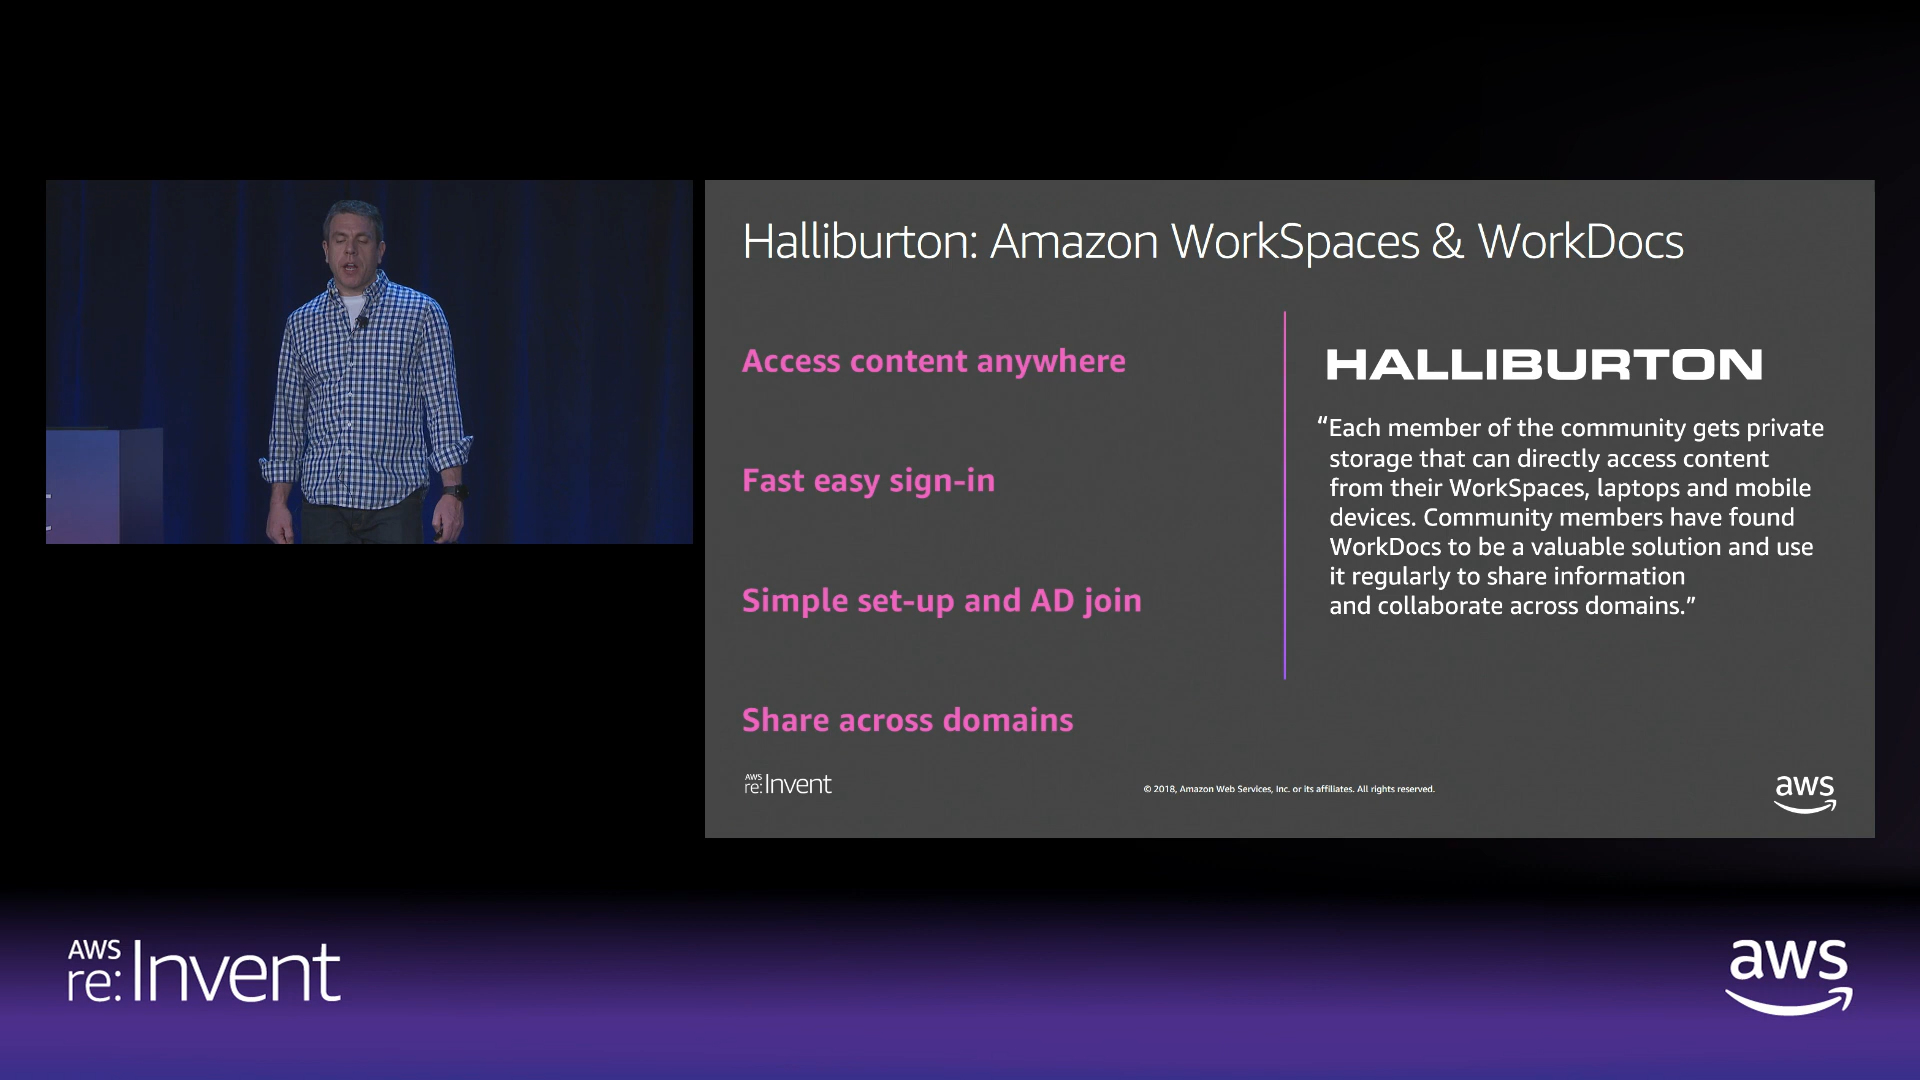 Halliburton: Amazon WorkSpaces & WorkDocs
Access content anywhere
Fast easy sign-in
Simple set-up and AD join
Share across domains
HALLIBURTON
“Each member of the community gets private
storage that can directly access content
from their WorkSpaces, laptops and mobile
devices. Community members have found
WorkDocs to be a valuable solution and use
it regularly to share information
and collaborate across domains.”
AWS
re:Invent
© 2018, Amazon Web Services, Inc. or its affiliates. All rights reserved.
aws
AWS
re:Invent
aws